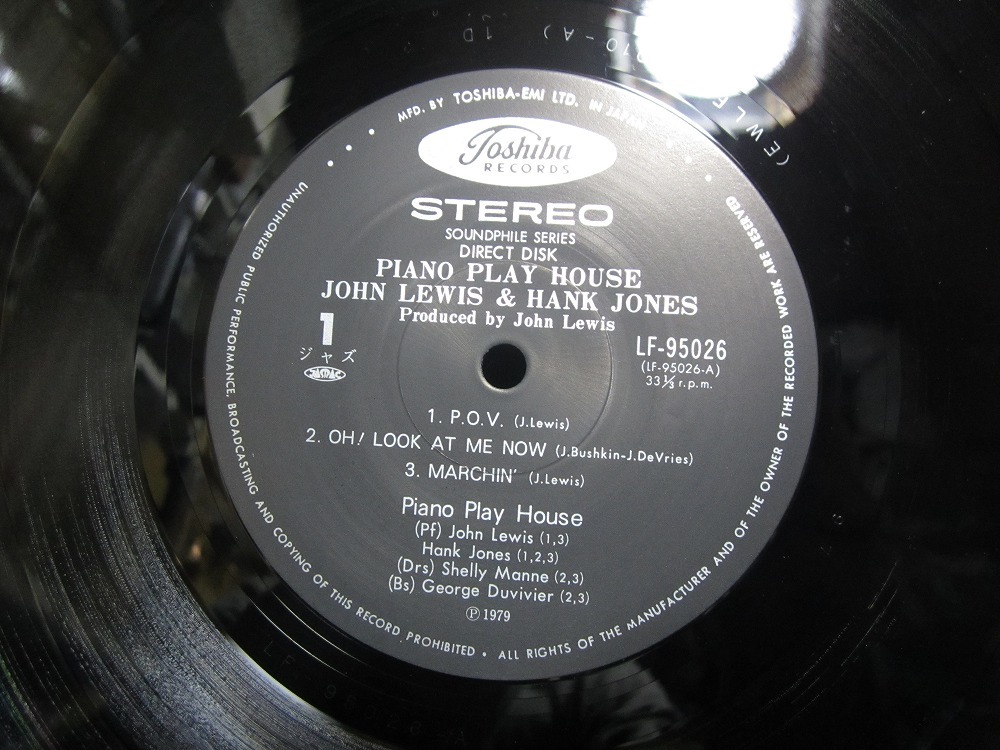 MFD. BY TOSHIBA-EMI LTD. IN JAPAN
Toshiba
RECORDS
STEREO
SOUNDPHILE SERIES
DIRECT DISK
PIANO PLAY HOUSE
JOHN LEWIS & HANK JONES
Produced by John Lewis
1
ジャズ
JASRAC
LF-95026
(LF-95026-A)
33⅓ r.p.m.
1. P.O.V. (J.Lewis)
2. OH! LOOK AT ME NOW (J.Bushkin-J.DeVries)
3. MARCHIN' (J.Lewis)
Piano Play House
(Pf) John Lewis (1,3)
Hank Jones (1,2,3)
(Drs) Shelly Manne (2,3)
(Bs) George Duvivier (2,3)
Ⓟ 1979
UNAUTHORIZED PUBLIC PERFORMANCE, BROADCASTING AND COPYING OF THIS RECORD PROHIBITED • ALL RIGHTS OF THE MANUFACTURER AND OF THE OWNER OF THE RECORDED WORK ARE RESERVED